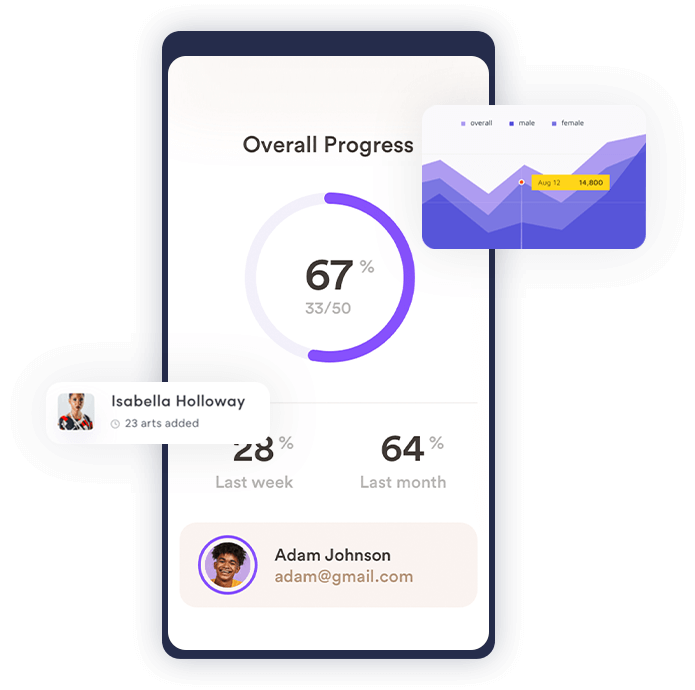 overall male female
Overall Progress
Aug 12 14,800
67 %
33/50
Isabella Holloway
23 arts added
28 % 64 %
Last week Last month
Adam Johnson
adam@gmail.com